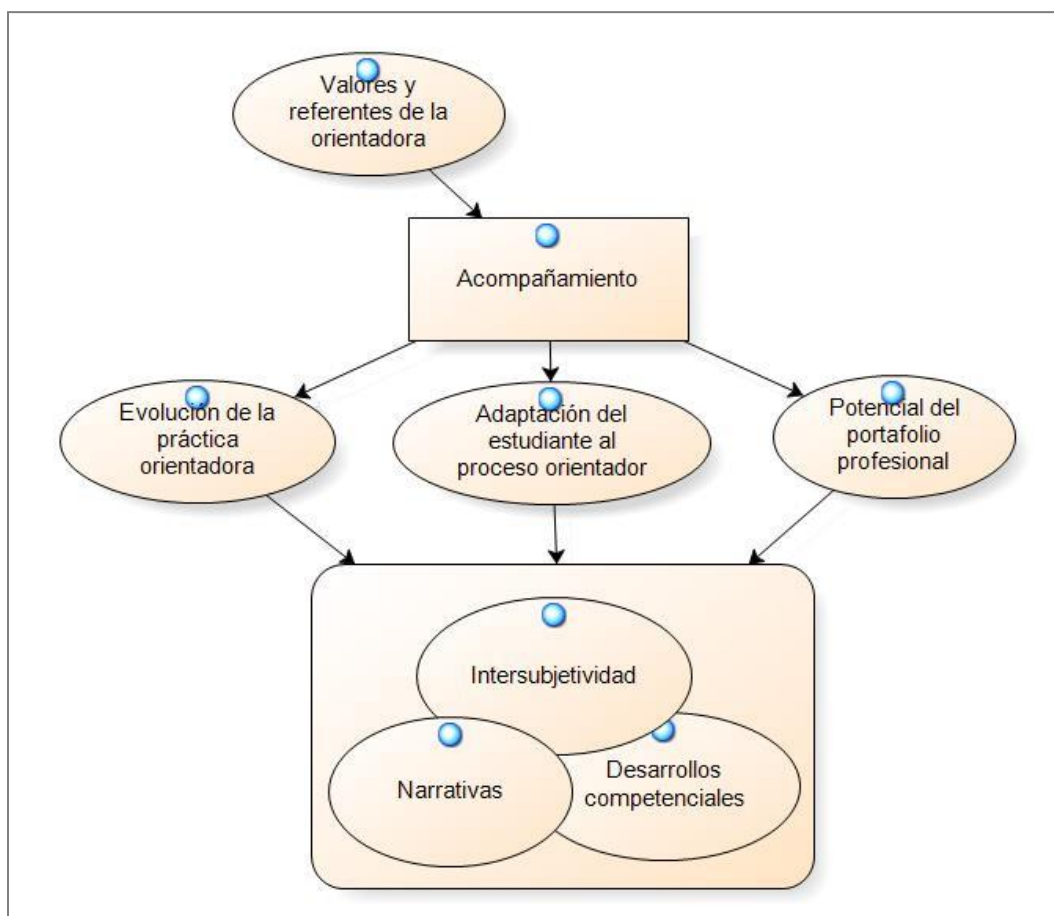 Valores y
referentes de la
orientadora
Acompañamiento
Evolución de la
práctica
orientadora
Adaptación del
estudiante al
proceso orientador
Potencial del
portafolio
profesional
Intersubjetividad
Narrativas
Desarrollos
competenciales